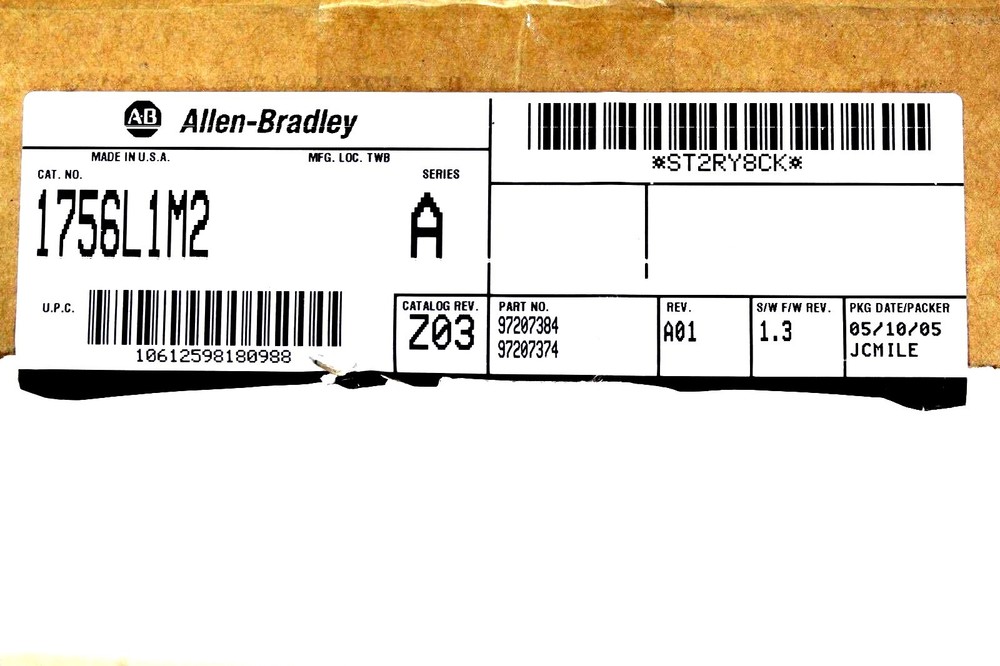 A-B Allen-Bradley
MADE IN U.S.A. MFG. LOC. TWB
CAT. NO. SERIES
1756L1M2 A
U.P.C.
10612598180988
CATALOG REV.
Z03
*ST2RY8CK*
PART NO.
97207384
97207374
REV.
A01
S/W F/W REV.
1.3
PKG DATE/PACKER
05/10/05
JCMILE